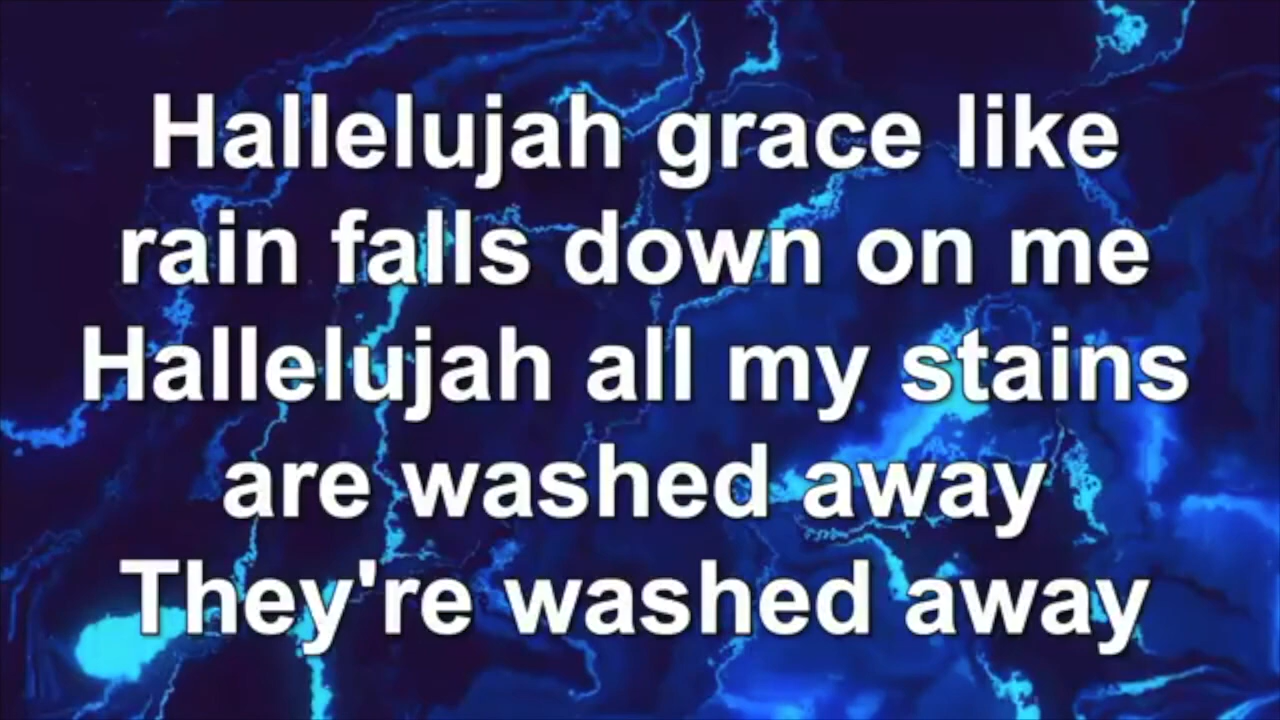 Hallelujah grace like
rain falls down on me
Hallelujah all my stains
are washed away
They're washed away